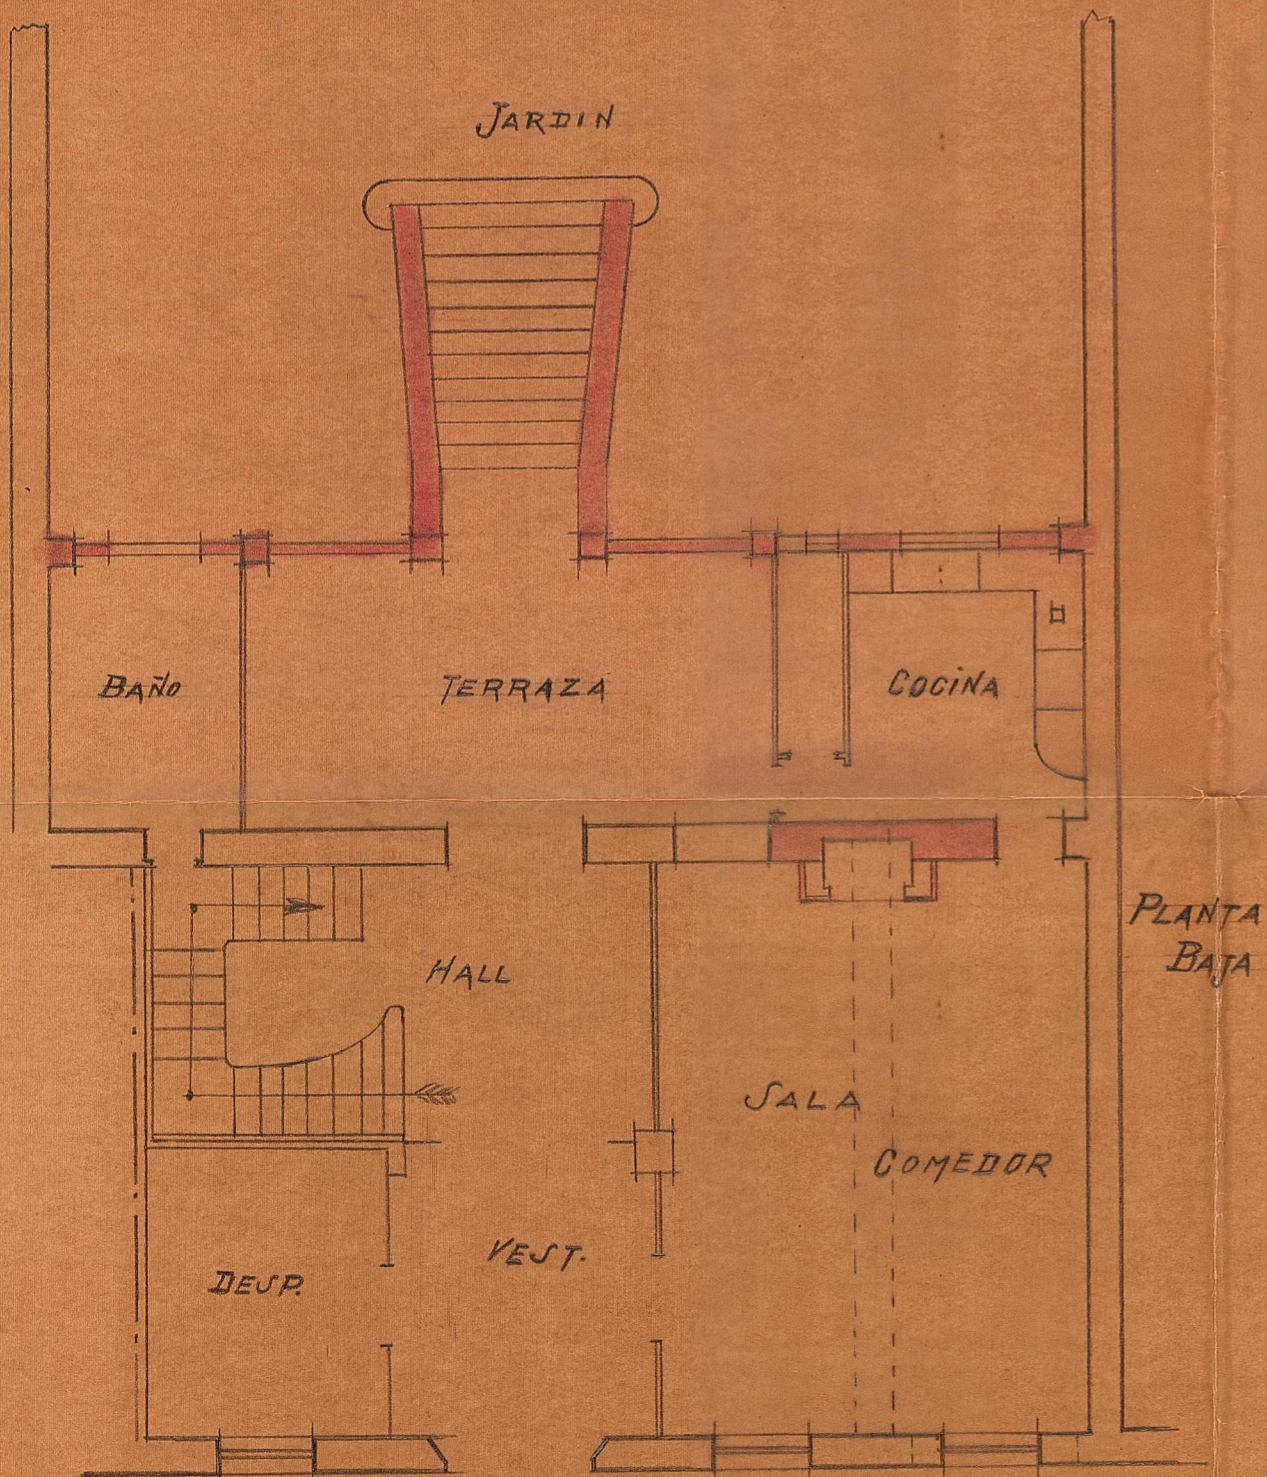 JARDIN
BAÑO
TERRAZA
COCINA
PLANTA
BAJA
HALL
SALA
COMEDOR
VEST.
DESP.